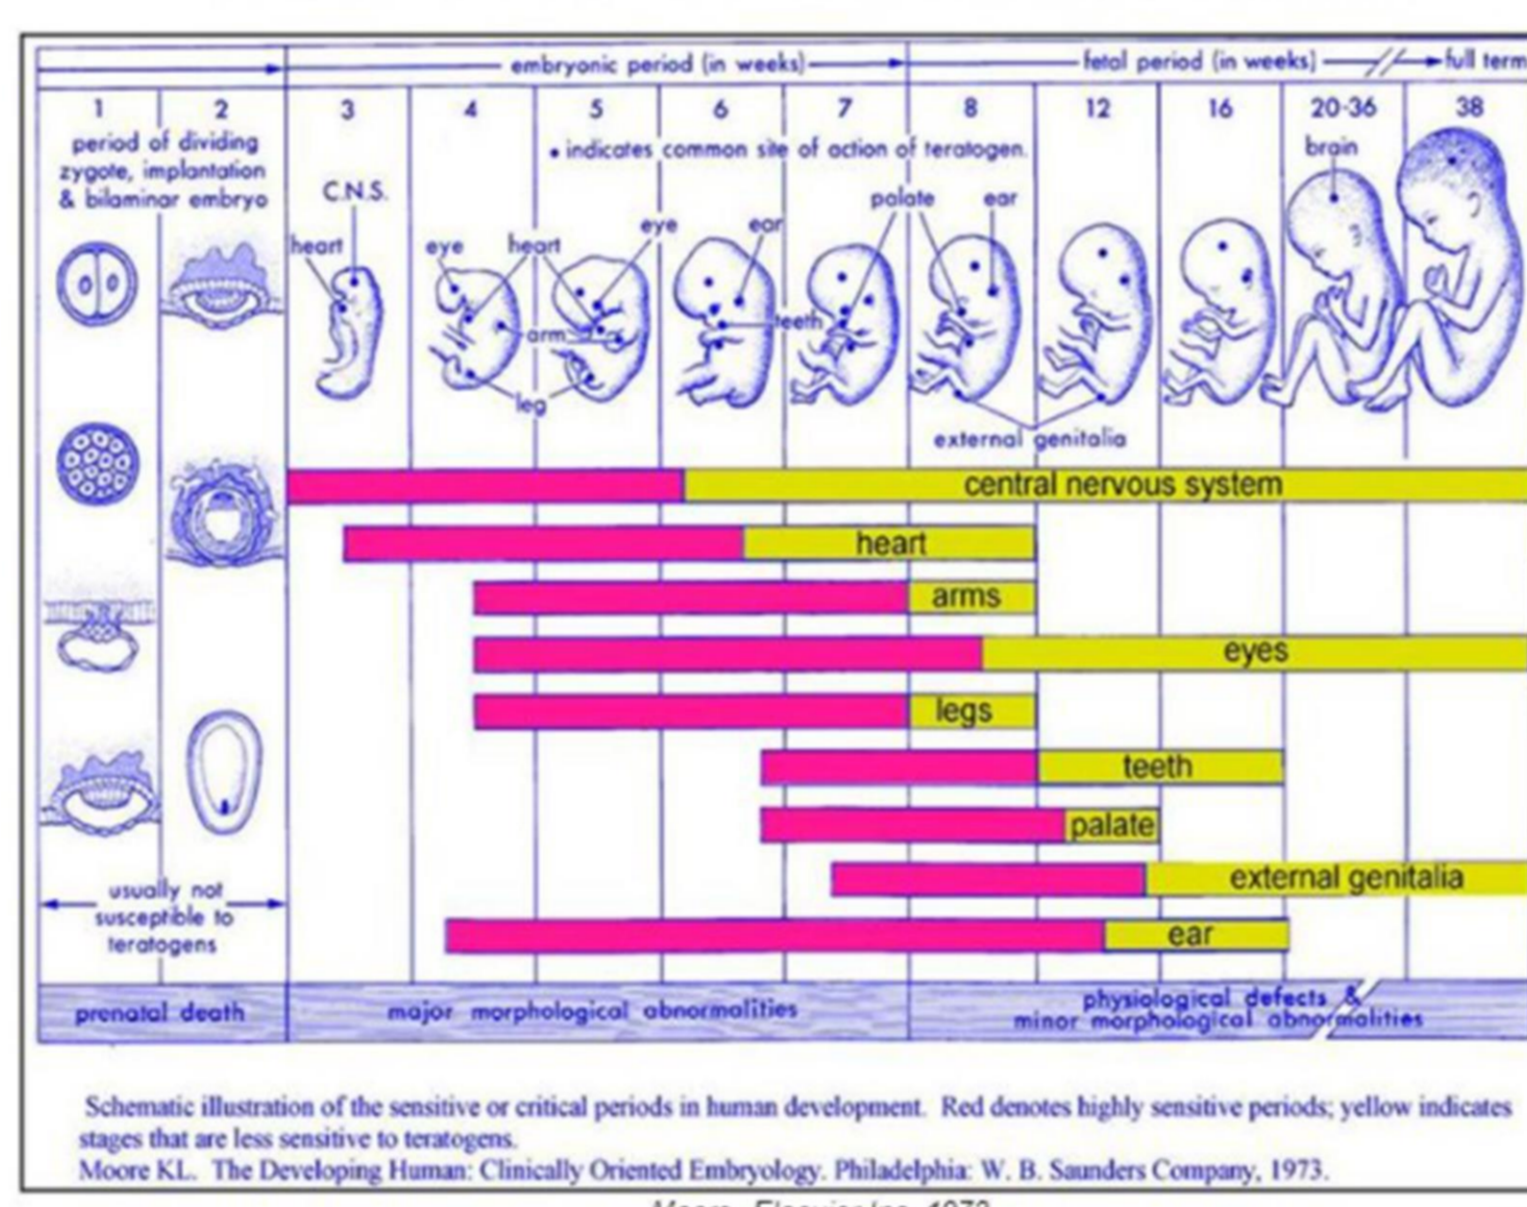 embryonic period (in weeks)
fetal period (in weeks)
full term
1
2
3
4
5
6
7
8
12
16
20-36
38
period of dividing
zygote, implantation
& bilaminar embryo
• indicates common site of action of teratogen.
brain
C.N.S.
palate
ear
heart
eye
heart
eye
ear
arm
teeth
leg
external genitalia
central nervous system
heart
arms
eyes
legs
teeth
palate
external genitalia
ear
usually not
susceptible to
teratogens
prenatal death
major morphological abnormalities
physiological defects &
minor morphological abnormalities
Schematic illustration of the sensitive or critical periods in human development. Red denotes highly sensitive periods; yellow indicates
stages that are less sensitive to teratogens.
Moore KL. The Developing Human: Clinically Oriented Embryology. Philadelphia: W. B. Saunders Company, 1973.